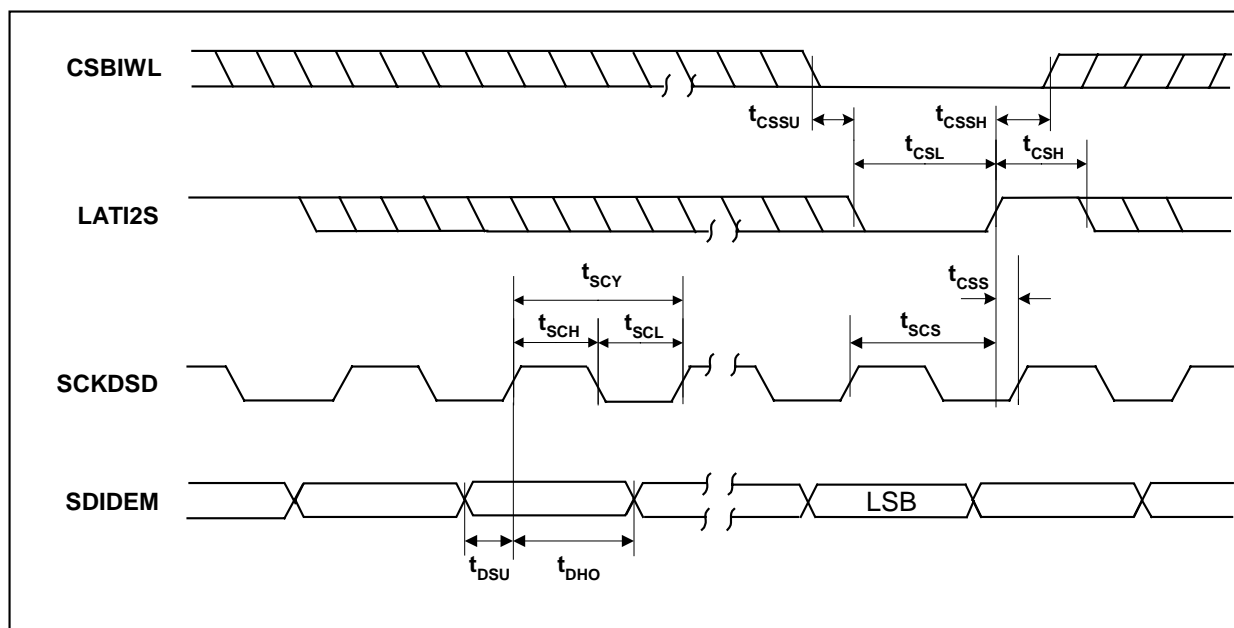 CSBIWL
tCSSU
tCSSH
tCSL
tCSH
LATI2S
tSCY
tCSS
tSCH
tSCL
tSCS
SCKDSD
SDIDEM
LSB
tDSU
tDHO